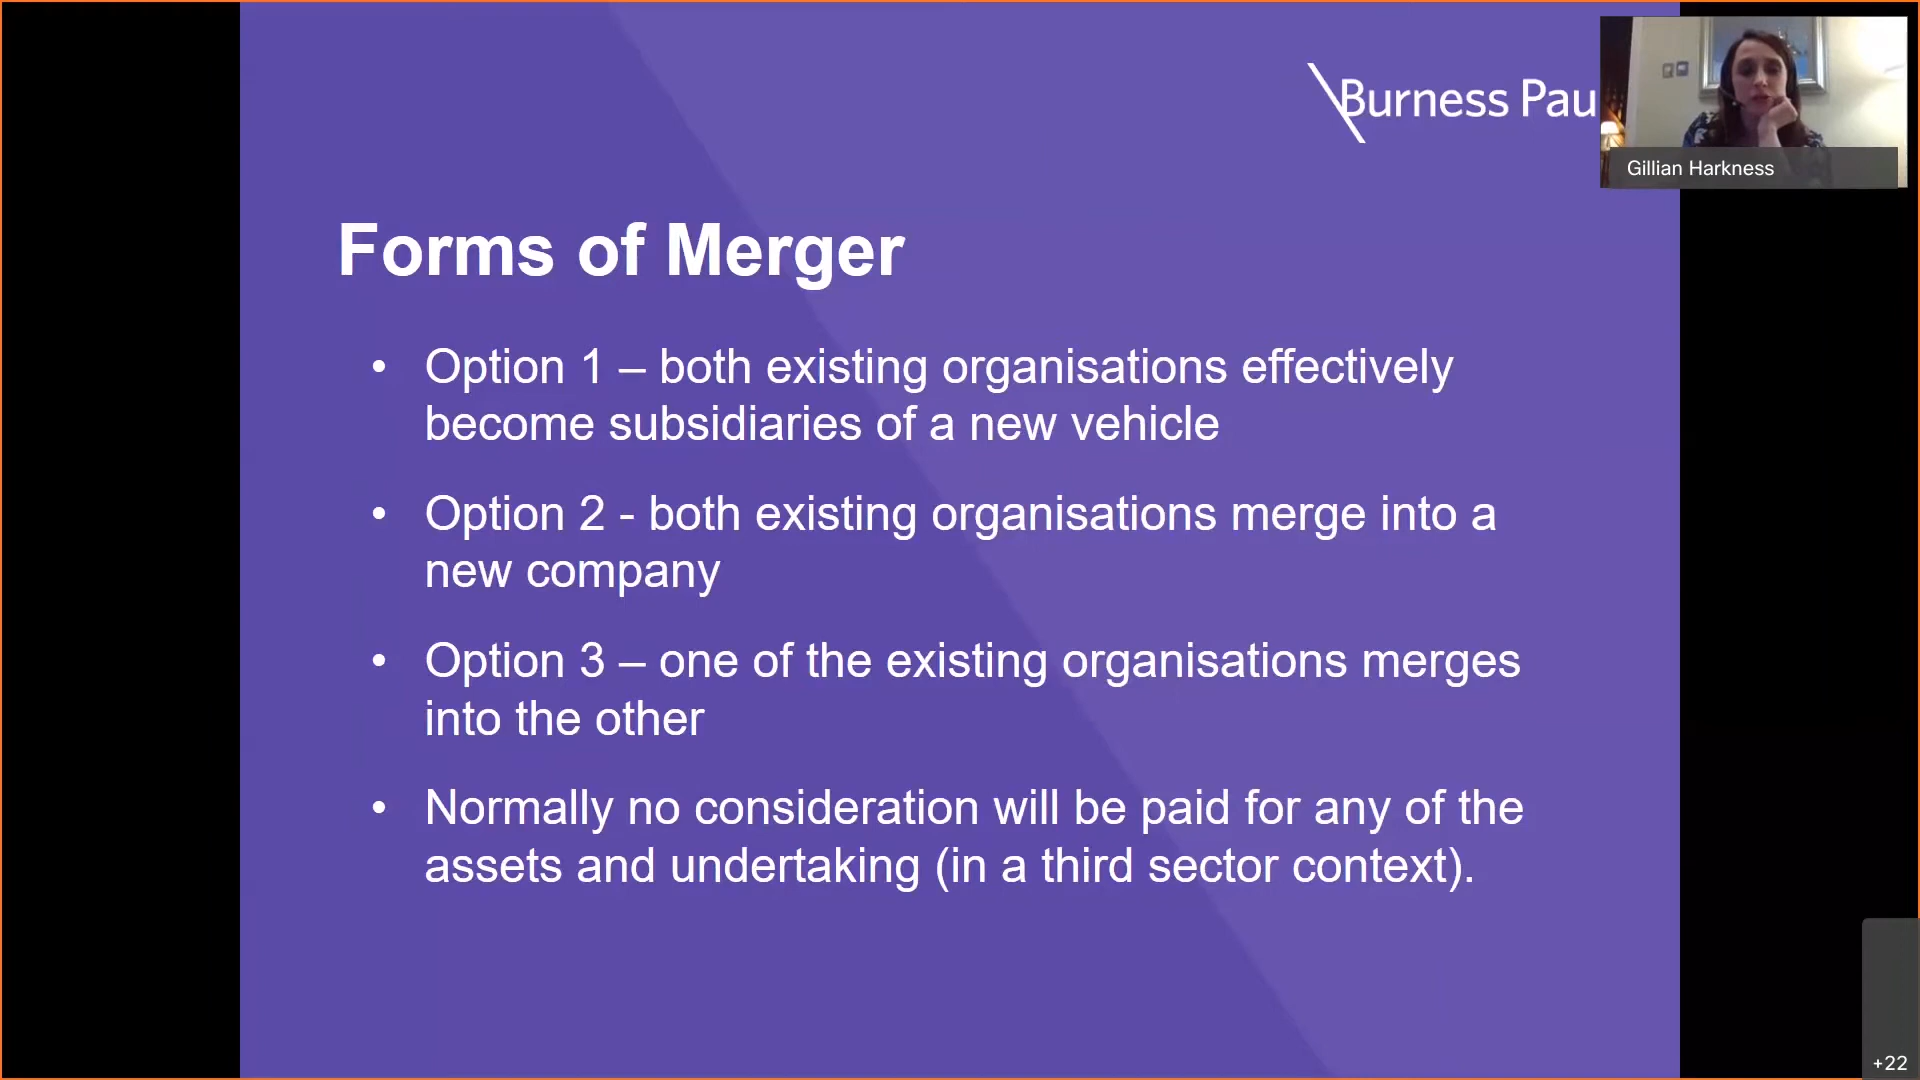 Burness Pau
Gillian Harkness
Forms of Merger
• Option 1 – both existing organisations effectively
become subsidiaries of a new vehicle
• Option 2 - both existing organisations merge into a
new company
• Option 3 – one of the existing organisations merges
into the other
• Normally no consideration will be paid for any of the
assets and undertaking (in a third sector context).
+22